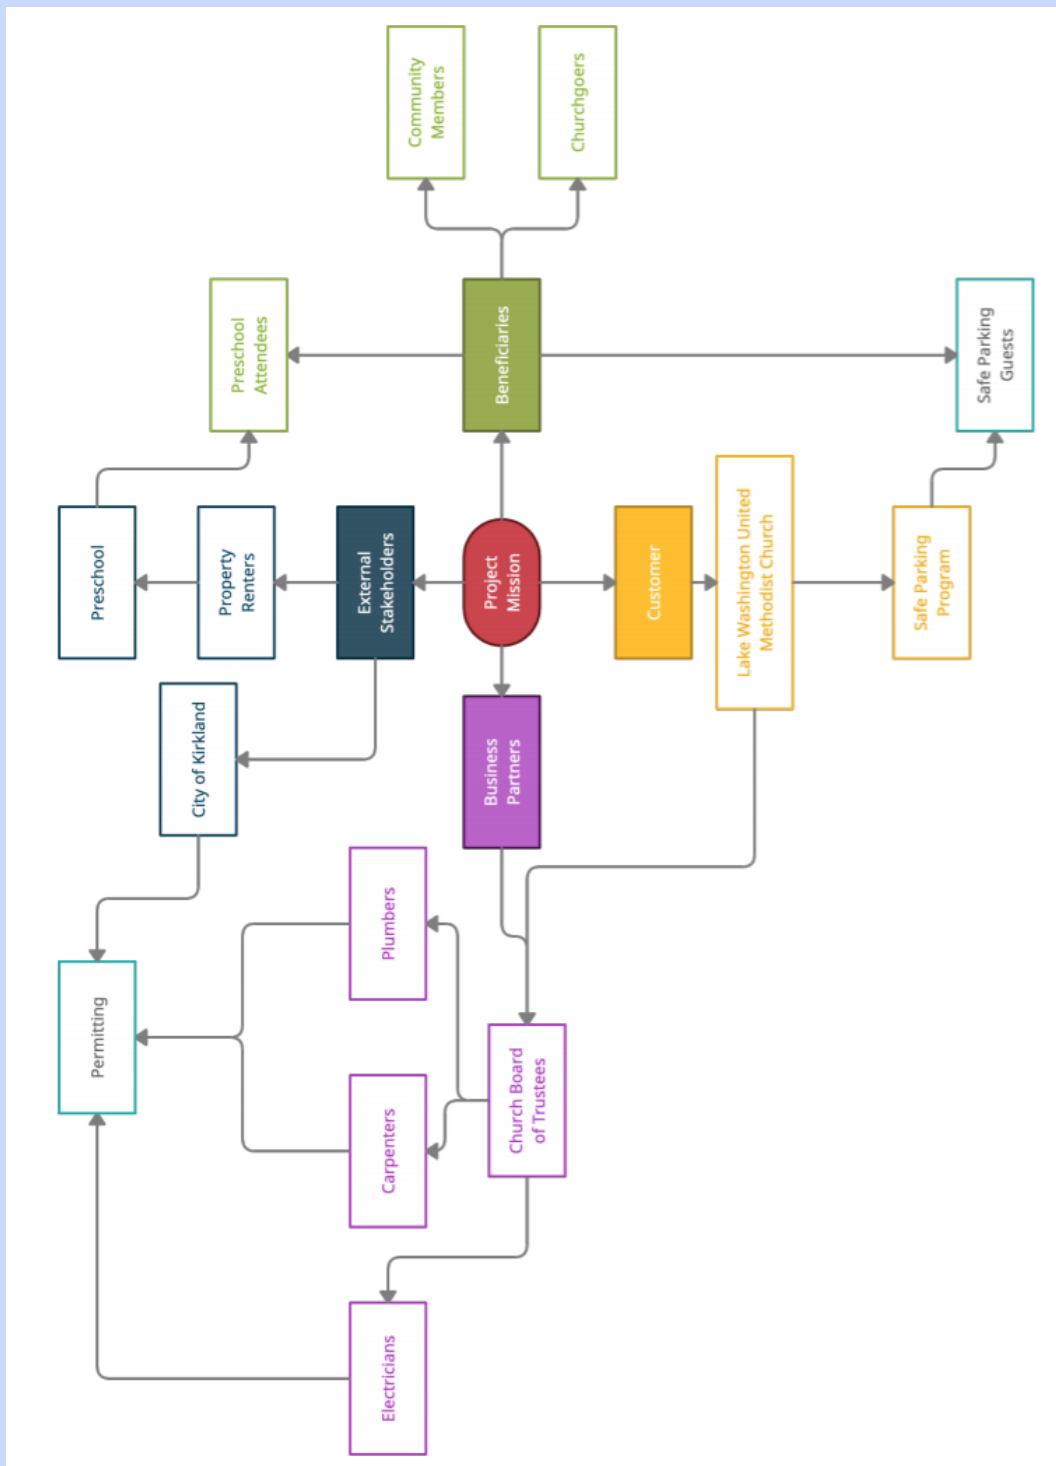 Community
Members
Churchgoers
Preschool
Attendees
Beneficiaries
Safe Parking
Guests
Preschool
Property
Renters
External
Stakeholders
Project
Mission
Customer
Lake Washington United
Methodist Church
Safe Parking
Program
City of Kirkland
Business
Partners
Plumbers
Permitting
Carpenters
Church Board
of Trustees
Electricians